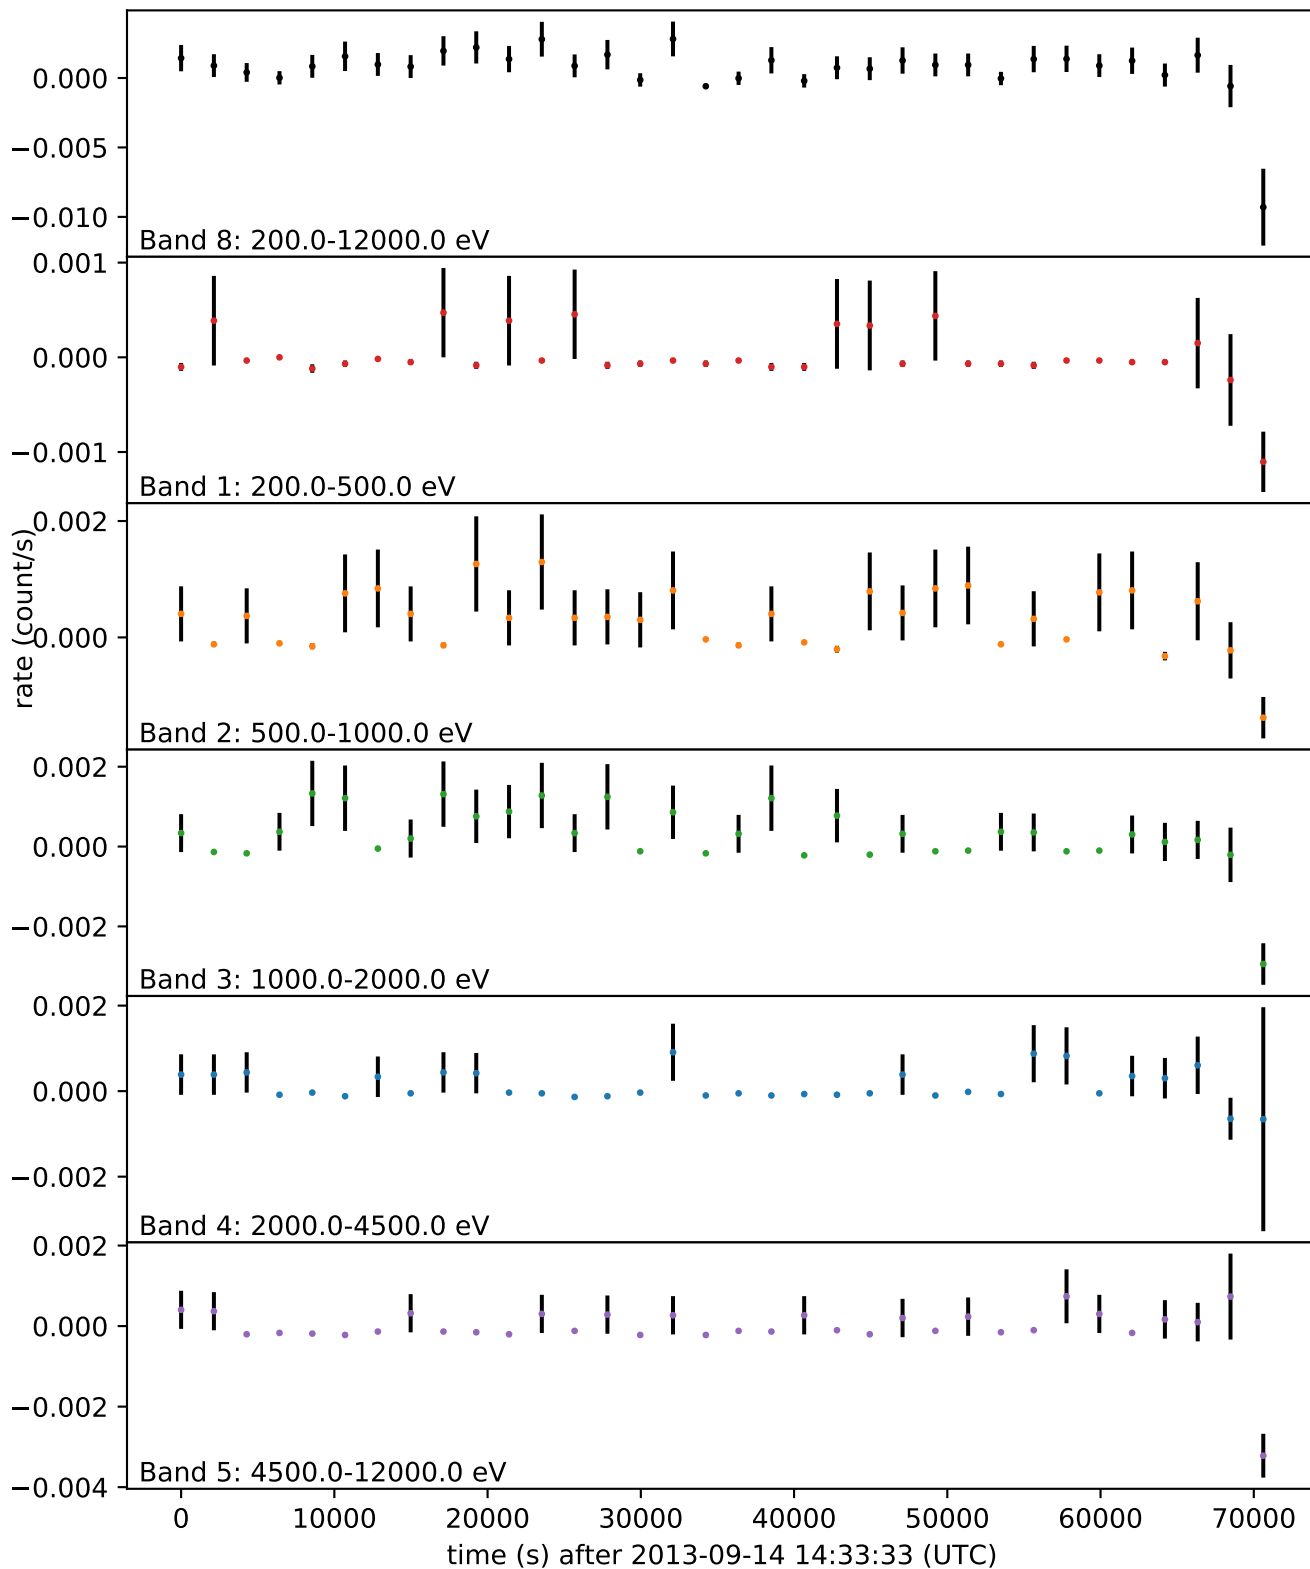 0.000
−0.005
−0.010
Band 8: 200.0-12000.0 eV
0.001
0.000
−0.001
Band 1: 200.0-500.0 eV
rate (count/s)
0.002
0.000
Band 2: 500.0-1000.0 eV
0.002
0.000
−0.002
Band 3: 1000.0-2000.0 eV
0.002
0.000
−0.002
Band 4: 2000.0-4500.0 eV
0.002
0.000
−0.002
−0.004
Band 5: 4500.0-12000.0 eV
0 10000 20000 30000 40000 50000 60000 70000
time (s) after 2013-09-14 14:33:33 (UTC)